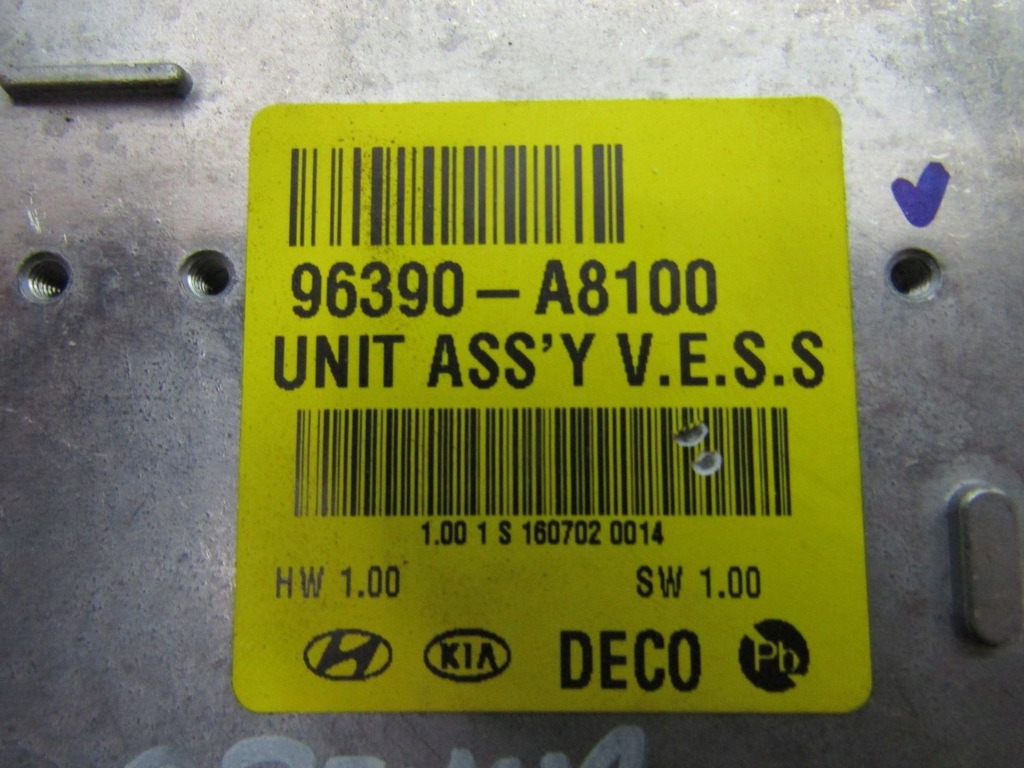 96390-A8100
UNIT ASS'Y V.E.S.S
1.00 1 S 160702 0014
HW 1.00 SW 1.00
KIA DECO Pb